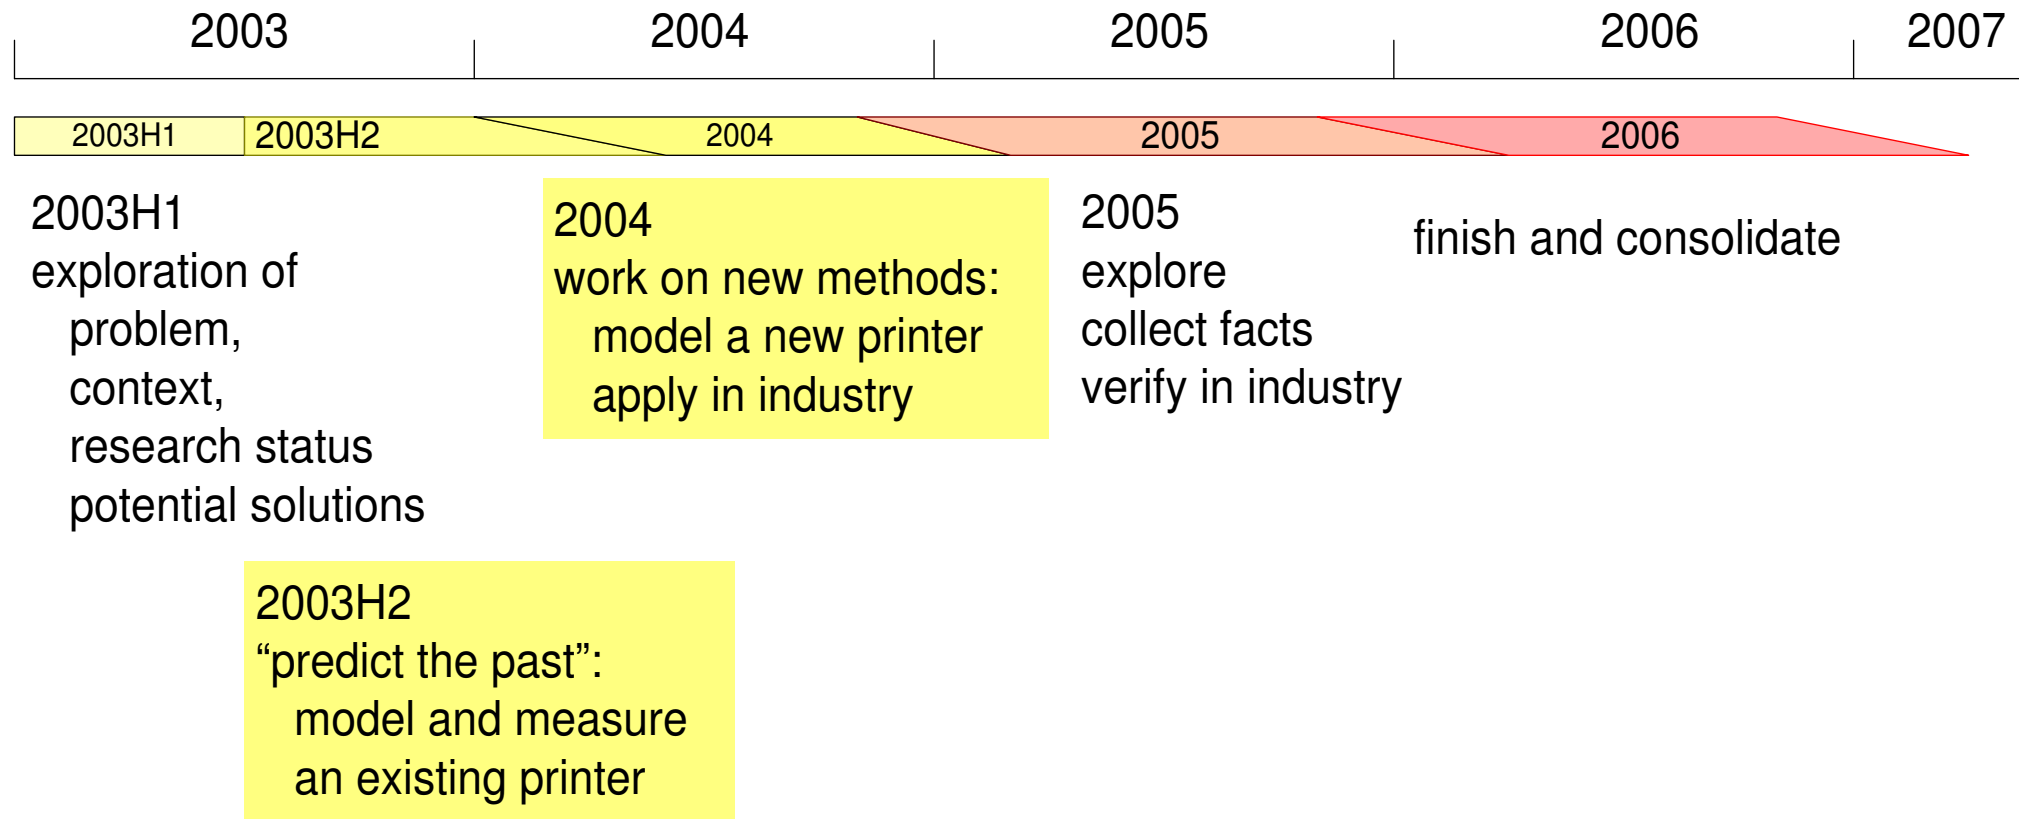 2003
2004
2005
2006
2007
2003H1
2003H2
2004
2005
2006
2003H1
exploration of
problem,
context,
research status
potential solutions
2003H2
“predict the past”:
model and measure
an existing printer
2004
work on new methods:
model a new printer
apply in industry
2005
explore
collect facts
verify in industry
finish and consolidate